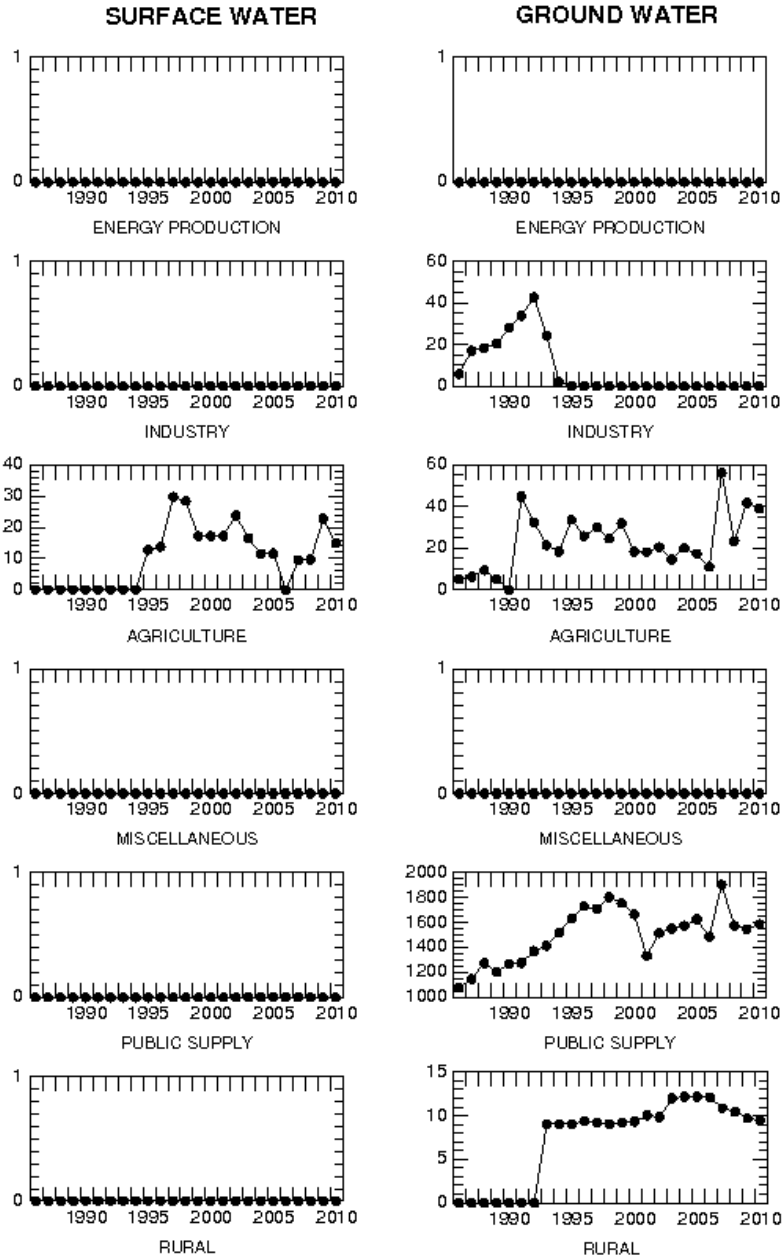 SURFACE WATER GROUND WATER
1 1
0 0
1990 1995 2000 2005 2010 1990 1995 2000 2005 2010
ENERGY PRODUCTION ENERGY PRODUCTION
1 60
40
20
0 0
1990 1995 2000 2005 2010 1990 1995 2000 2005 2010
INDUSTRY INDUSTRY
40 60
30 40
20 20
10
0 0
1990 1995 2000 2005 2010 1990 1995 2000 2005 2010
AGRICULTURE AGRICULTURE
1 1
0 0
1990 1995 2000 2005 2010 1990 1995 2000 2005 2010
MISCELLANEOUS MISCELLANEOUS
1 2000
1800
1600
1400
1200
0 1000
1990 1995 2000 2005 2010 1990 1995 2000 2005 2010
PUBLIC SUPPLY PUBLIC SUPPLY
1 15
10
5
0 0
1990 1995 2000 2005 2010 1990 1995 2000 2005 2010
RURAL RURAL